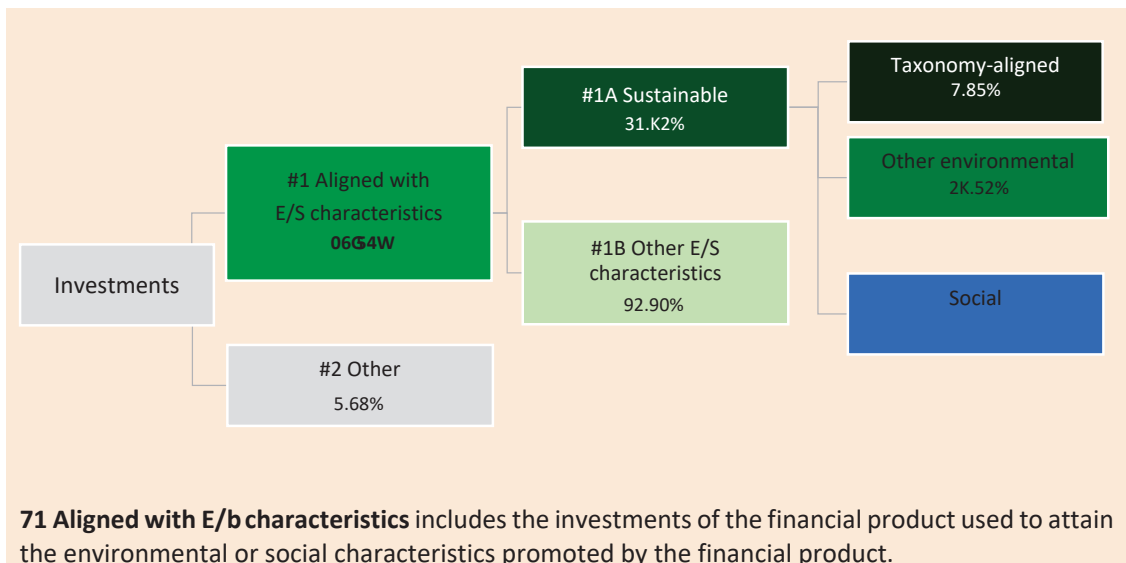 Taxonomy-aligned
7.85%
#1A Sustainable
31.K2%
Other environmental
2K.52%
#1 Aligned with
E/S characteristics
#1B Other E/S
characteristics
92.90%
Investments
Social
#2 Other
5.68%
71 Aligned with E/b characteristics includes the investments of the financial product used to attain
the environmental or social characteristics promoted by the financial product.